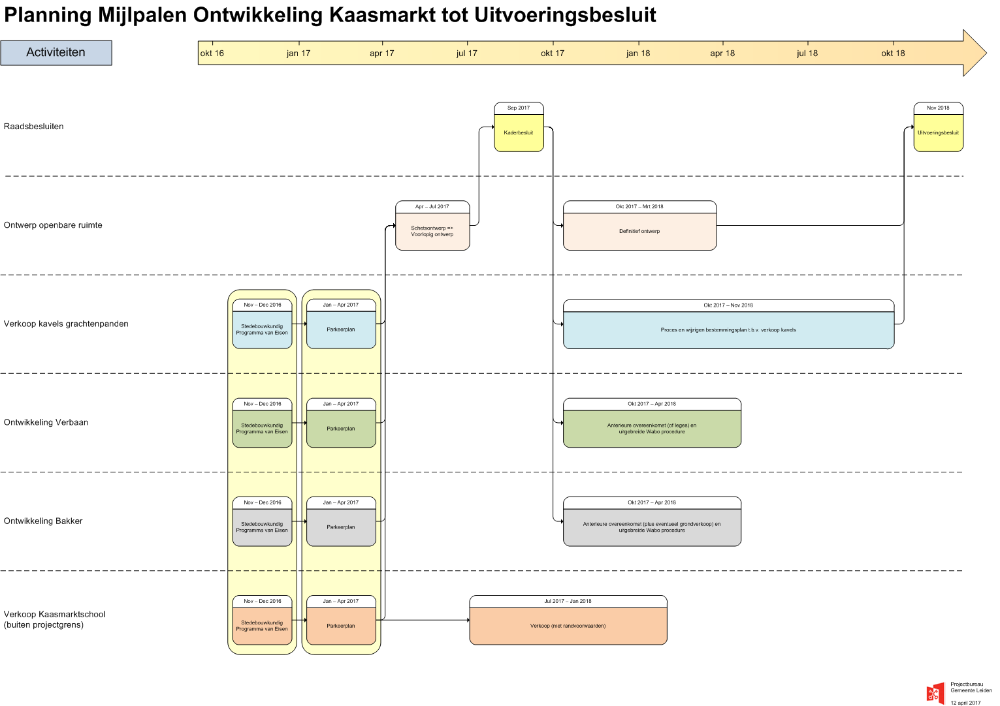 Planning Mijlpalen Ontwikkeling Kaasmarkt tot Uitvoeringsbesluit
Activiteiten
okt 16
jan 17
apr 17
jul 17
okt 17
jan 18
apr 18
jul 18
okt 18
Raadsbesluiten
Sep 2017
Kaderbesluit
Nov 2018
Uitvoeringsbesluit
Ontwerp openbare ruimte
Apr – Jul 2017
Schetsontwerp =>
Voorlopig ontwerp
Okt 2017 – Mrt 2018
Definitief ontwerp
Verkoop kavels grachtenpanden
Nov – Dec 2016
Stedebouwkundig
Programma van Eisen
Jan – Apr 2017
Parkeerplan
Okt 2017 – Nov 2018
Proces en wijzigen bestemmingsplan t.b.v. verkoop kavels
Ontwikkeling Verbaan
Nov – Dec 2016
Stedebouwkundig
Programma van Eisen
Jan – Apr 2017
Parkeerplan
Okt 2017 – Apr 2018
Anterieure overeenkomst (of leges) en
uitgebreide Wabo procedure
Ontwikkeling Bakker
Nov – Dec 2016
Stedebouwkundig
Programma van Eisen
Jan – Apr 2017
Parkeerplan
Okt 2017 – Apr 2018
Anterieure overeenkomst (plus eventueel grondverkoop) en
uitgebreide Wabo procedure
Verkoop Kaasmarktschool
(buiten projectgrens)
Nov – Dec 2016
Stedebouwkundig
Programma van Eisen
Jan – Apr 2017
Parkeerplan
Jul 2017 – Jan 2018
Verkoop (met randvoorwaarden)
Projectbureau
Gemeente Leiden
12 april 2017